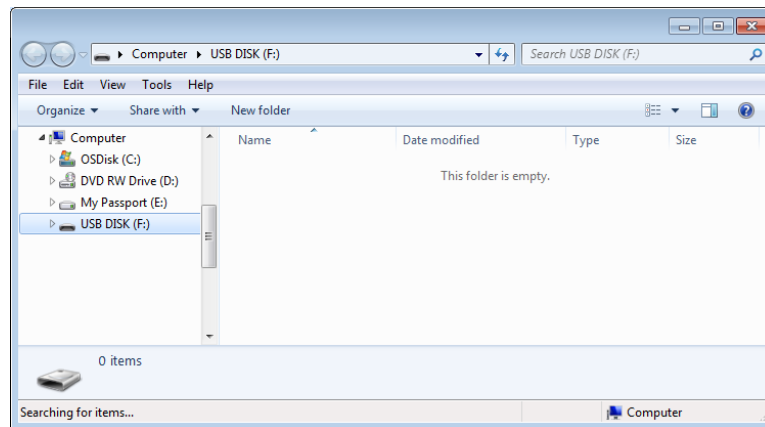 Computer ▸ USB DISK (F:) Search USB DISK (F:)
File Edit View Tools Help
Organize Share with New folder
Name Date modified Type Size
This folder is empty.
Computer
OSDisk (C:)
DVD RW Drive (D:)
My Passport (E:)
USB DISK (F:)
0 items
Searching for items... Computer